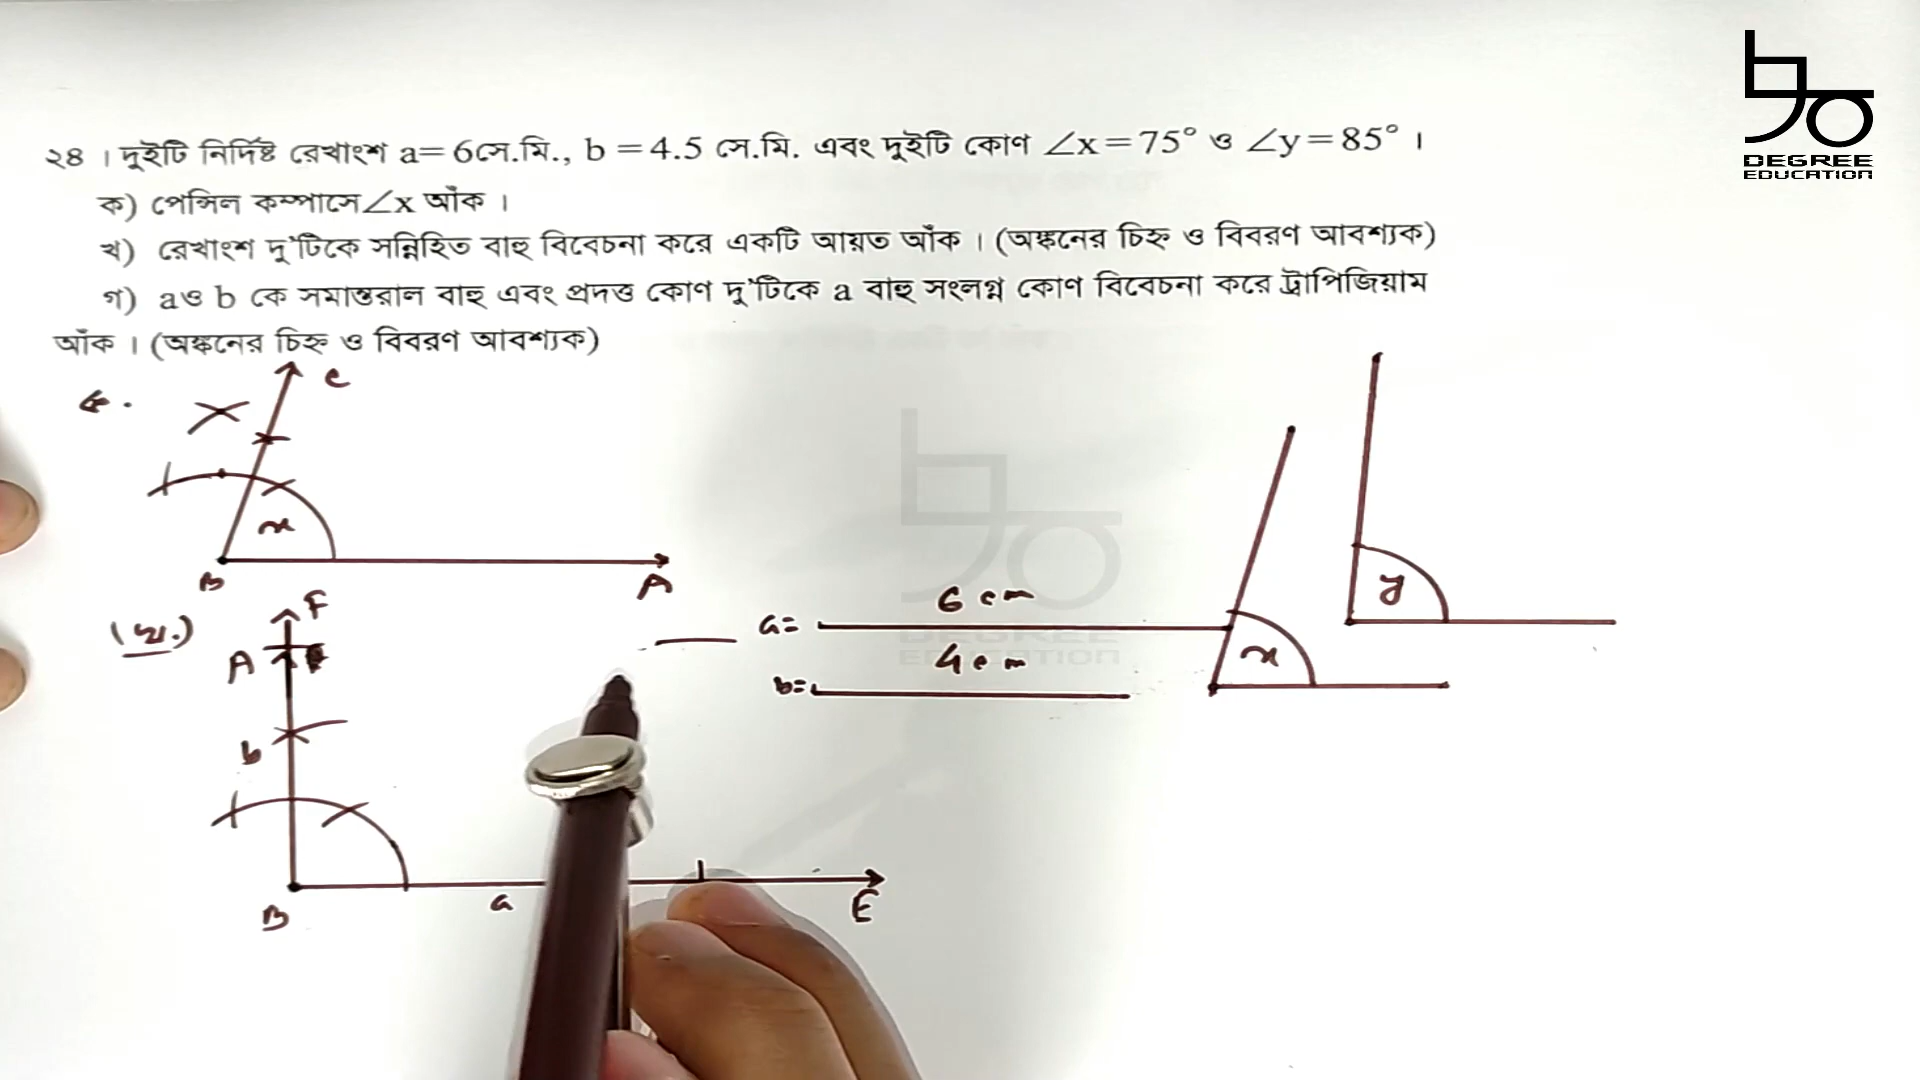 DEGREE
EDUCATION
২৪। দুইটি নির্দিষ্ট রেখাংশ a= 6সে.মি., b = 4.5 সে.মি. এবং দুইটি কোণ ∠x=75° ও ∠y=85°।
ক) পেন্সিল কম্পাসে∠x আঁক।
খ) রেখাংশ দু'টিকে সন্নিহিত বাহু বিবেচনা করে একটি আয়ত আঁক। (অঙ্কনের চিহ্ন ও বিবরণ আবশ্যক)
গ) aও b কে সমান্তরাল বাহু এবং প্রদত্ত কোণ দু'টিকে a বাহু সংলগ্ন কোণ বিবেচনা করে ট্রাপিজিয়াম
আঁক। (অঙ্কনের চিহ্ন ও বিবরণ আবশ্যক)
ক.
C
x
B
A
a=
6 cm
b=
4 cm
x
y
(খ.)
F
A
b
B
a
E